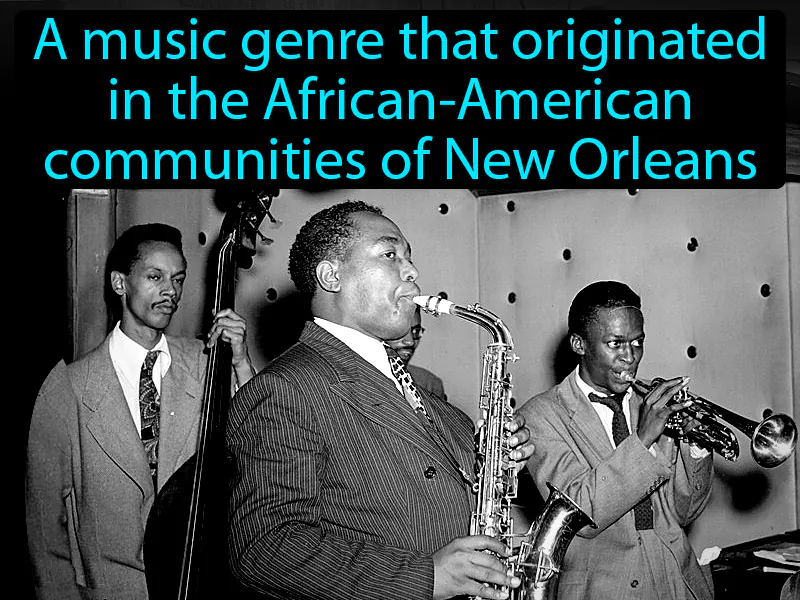 A music genre that originated
in the African-American
communities of New Orleans